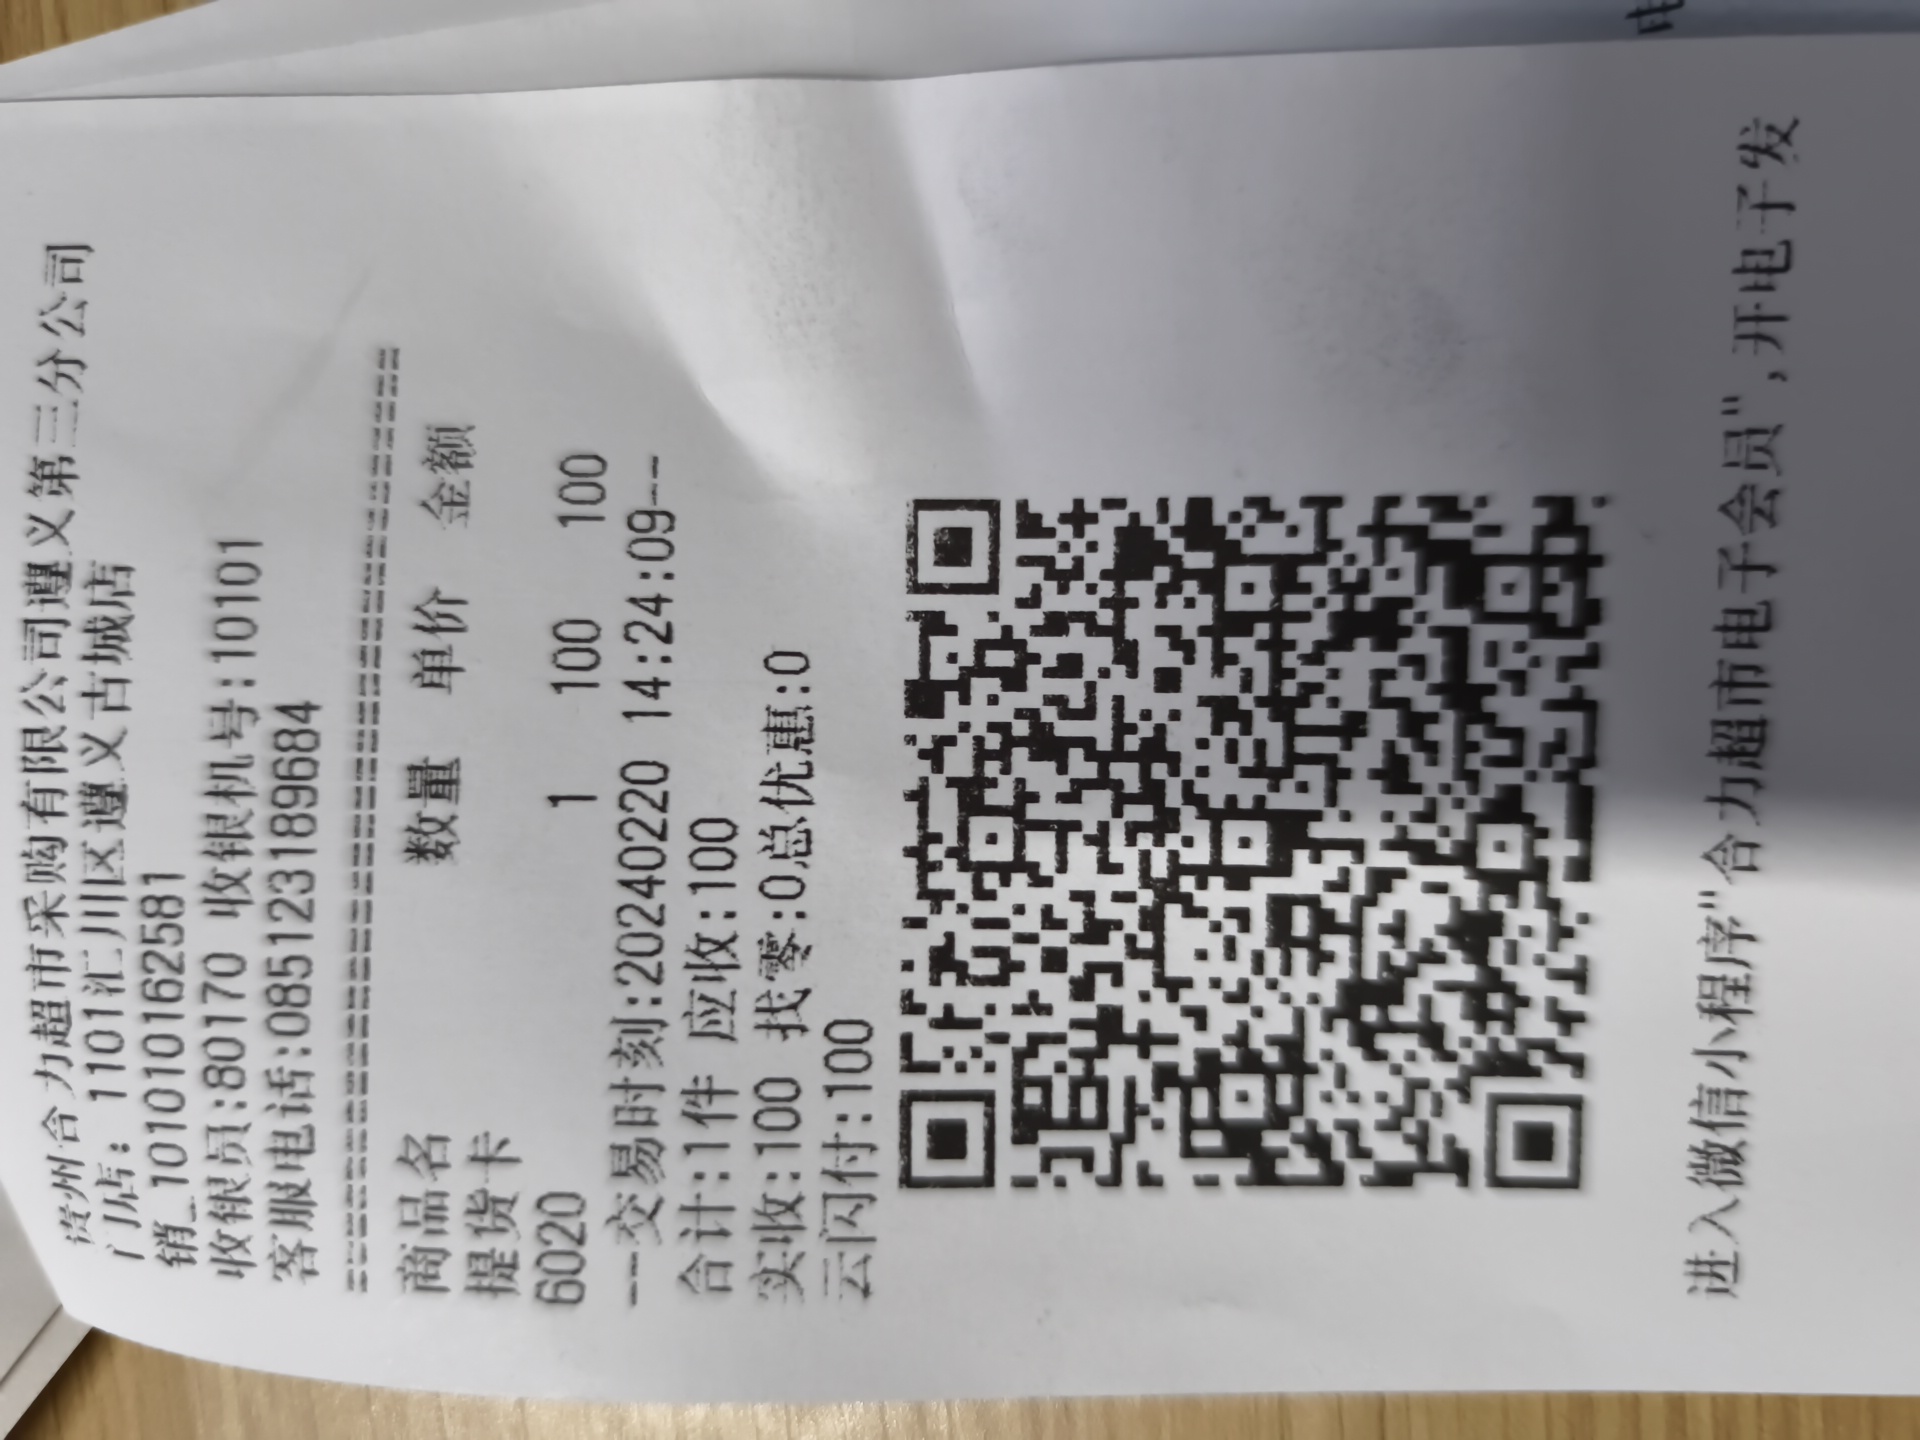 贵州合力超市采购有限公司遵义第三分公司
门店: 1101汇川区遵义古城店
销_101010162581
收银员:80170 收银机号:10101
客服电话:085123189684
商品名 数量 单价 金额
提货卡
6020 1 100 100
--交易时刻:20240220 14:24:09--
合计:1件 应收:100
实收:100 找零:0总优惠:0
云闪付:100
进入微信小程序"合力超市电子会员",开电子发
电